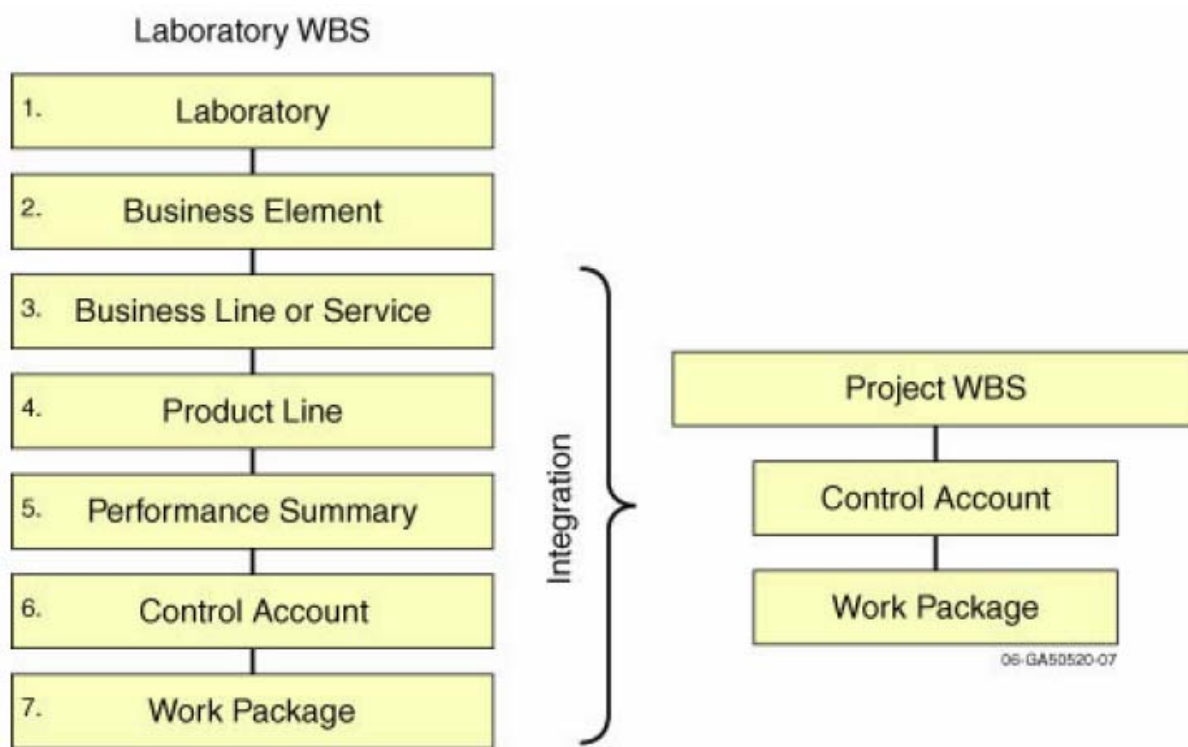 Laboratory WBS
1. Laboratory
2. Business Element
3. Business Line or Service
4. Product Line
5. Performance Summary
6. Control Account
7. Work Package
Integration
Project WBS
Control Account
Work Package
06-GA50520-07